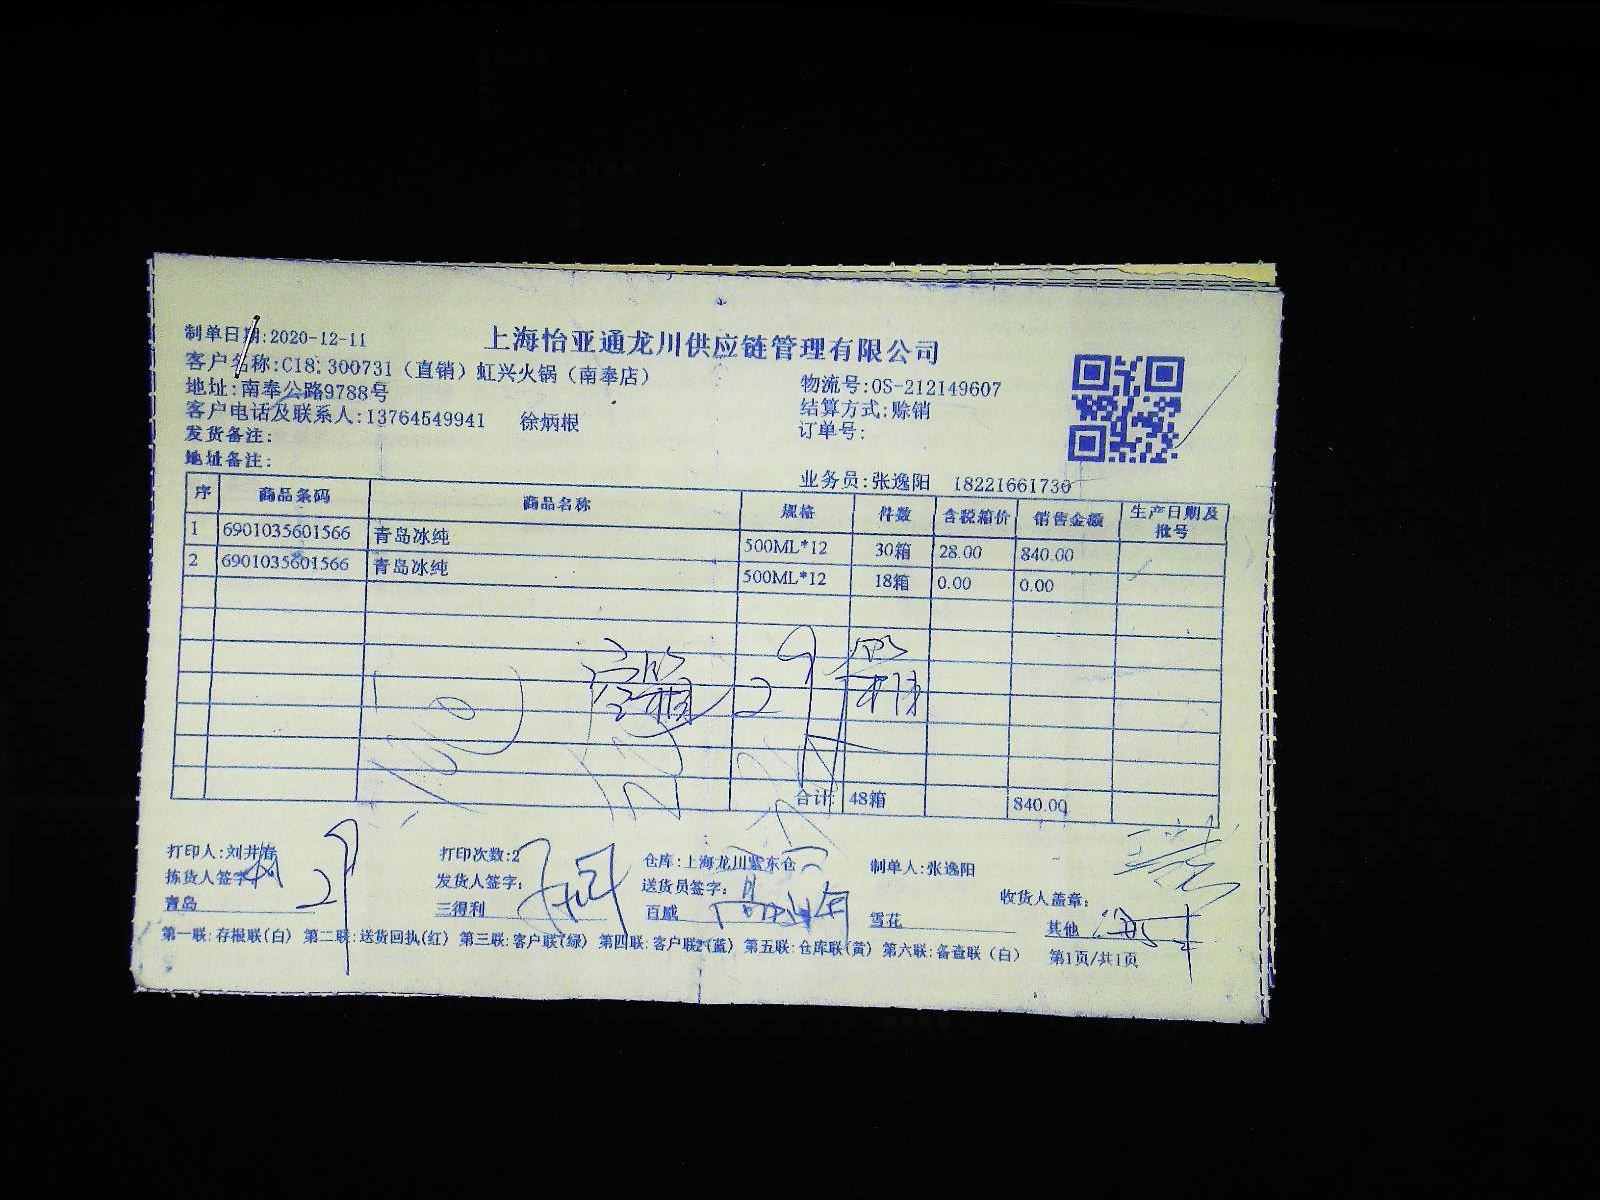 上海怡亚通龙川供应链管理有限公司
制单日期:2020-12-11
客户名称:C18;300731(直销)虹兴火锅(南奉店)
地址:南奉公路9788号
物流号:OS-212149607
客户电话及联系人:13764549941 徐炳根
结算方式:赊销
发货备注:
订单号:
地址备注:
业务员:张逸阳 18221661730
序 商品条码 商品名称 规格 件数 含税箱价 销售金额 生产日期及批号
1 6901035601566 青岛冰纯 500ML*12 30箱 28.00 840.00
2 6901035601566 青岛冰纯 500ML*12 18箱 0.00 0.00
空箱 29箱
合计: 48箱 840.00
打印人:刘井春 打印次数:2 仓库:上海龙川 东仓 制单人:张逸阳
拣货人签字: 发货人签字: 送货员签字: 收货人盖章:
青岛 29 三得利 百威 雪花 其他
第一联:存根联(白) 第二联:送货回执(红) 第三联:客户联(绿) 第四联:客户联2(蓝) 第五联:仓库联(黄) 第六联:备查联(白) 第1页/共1页